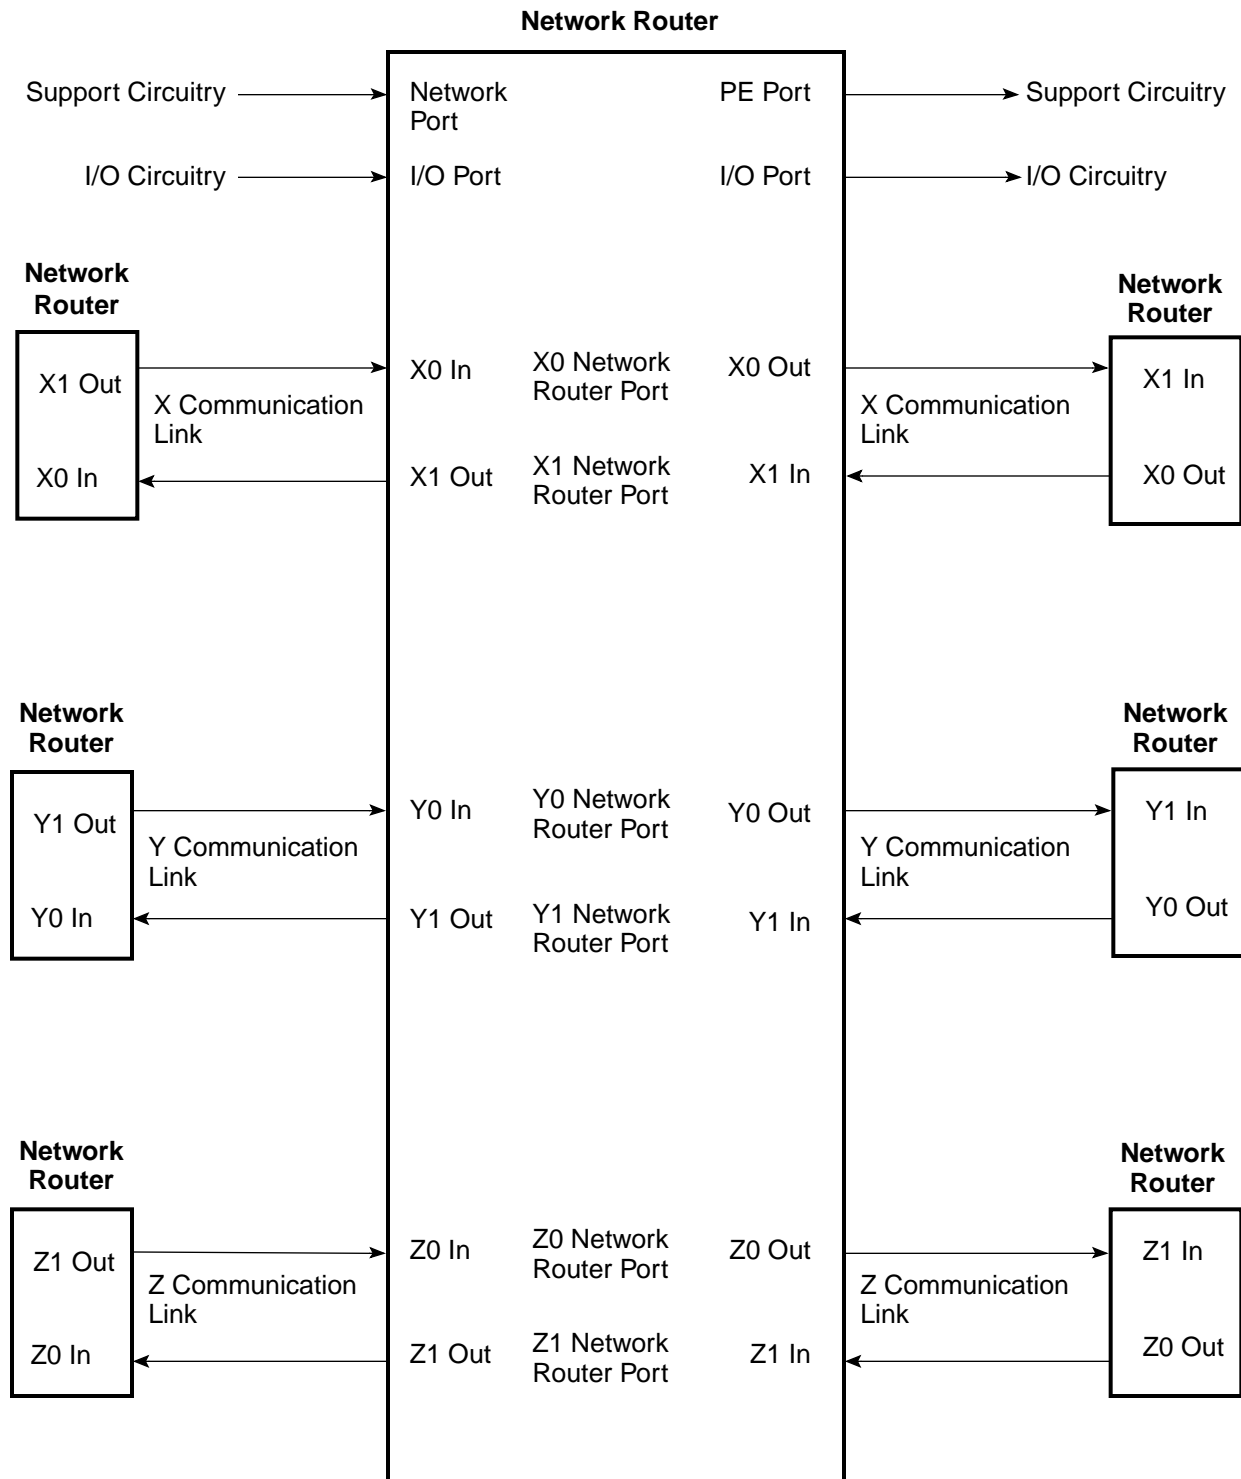 Network Router
Support Circuitry
Network
Port
PE Port
Support Circuitry
I/O Circuitry
I/O Port
I/O Port
I/O Circuitry
Network
Router
Network
Router
X1 Out
X0 In
X Communication
Link
X0 In
X0 Network
Router Port
X0 Out
X1 Out
X1 Network
Router Port
X1 In
X Communication
Link
X1 In
X0 Out
Network
Router
Network
Router
Y1 Out
Y0 In
Y Communication
Link
Y0 In
Y0 Network
Router Port
Y0 Out
Y1 Out
Y1 Network
Router Port
Y1 In
Y Communication
Link
Y1 In
Y0 Out
Network
Router
Network
Router
Z1 Out
Z0 In
Z Communication
Link
Z0 In
Z0 Network
Router Port
Z0 Out
Z1 Out
Z1 Network
Router Port
Z1 In
Z Communication
Link
Z1 In
Z0 Out